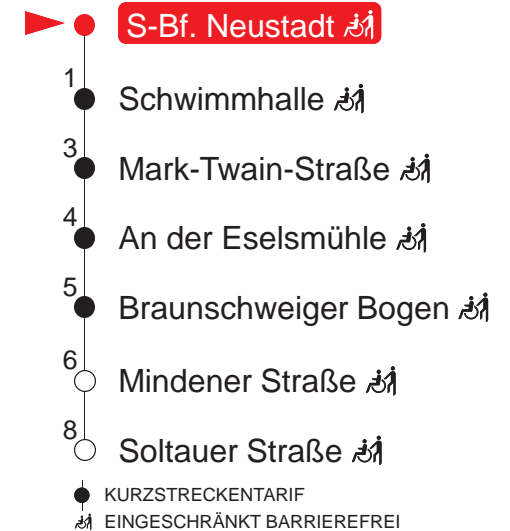 S-Bf. Neustadt
1
Schwimmhalle
3
Mark-Twain-Straße
4
An der Eselsmühle
5
Braunschweiger Bogen
6
Mindener Straße
8
Soltauer Straße
KURZSTRECKENTARIF
EINGESCHRÄNKT BARRIEREFREI